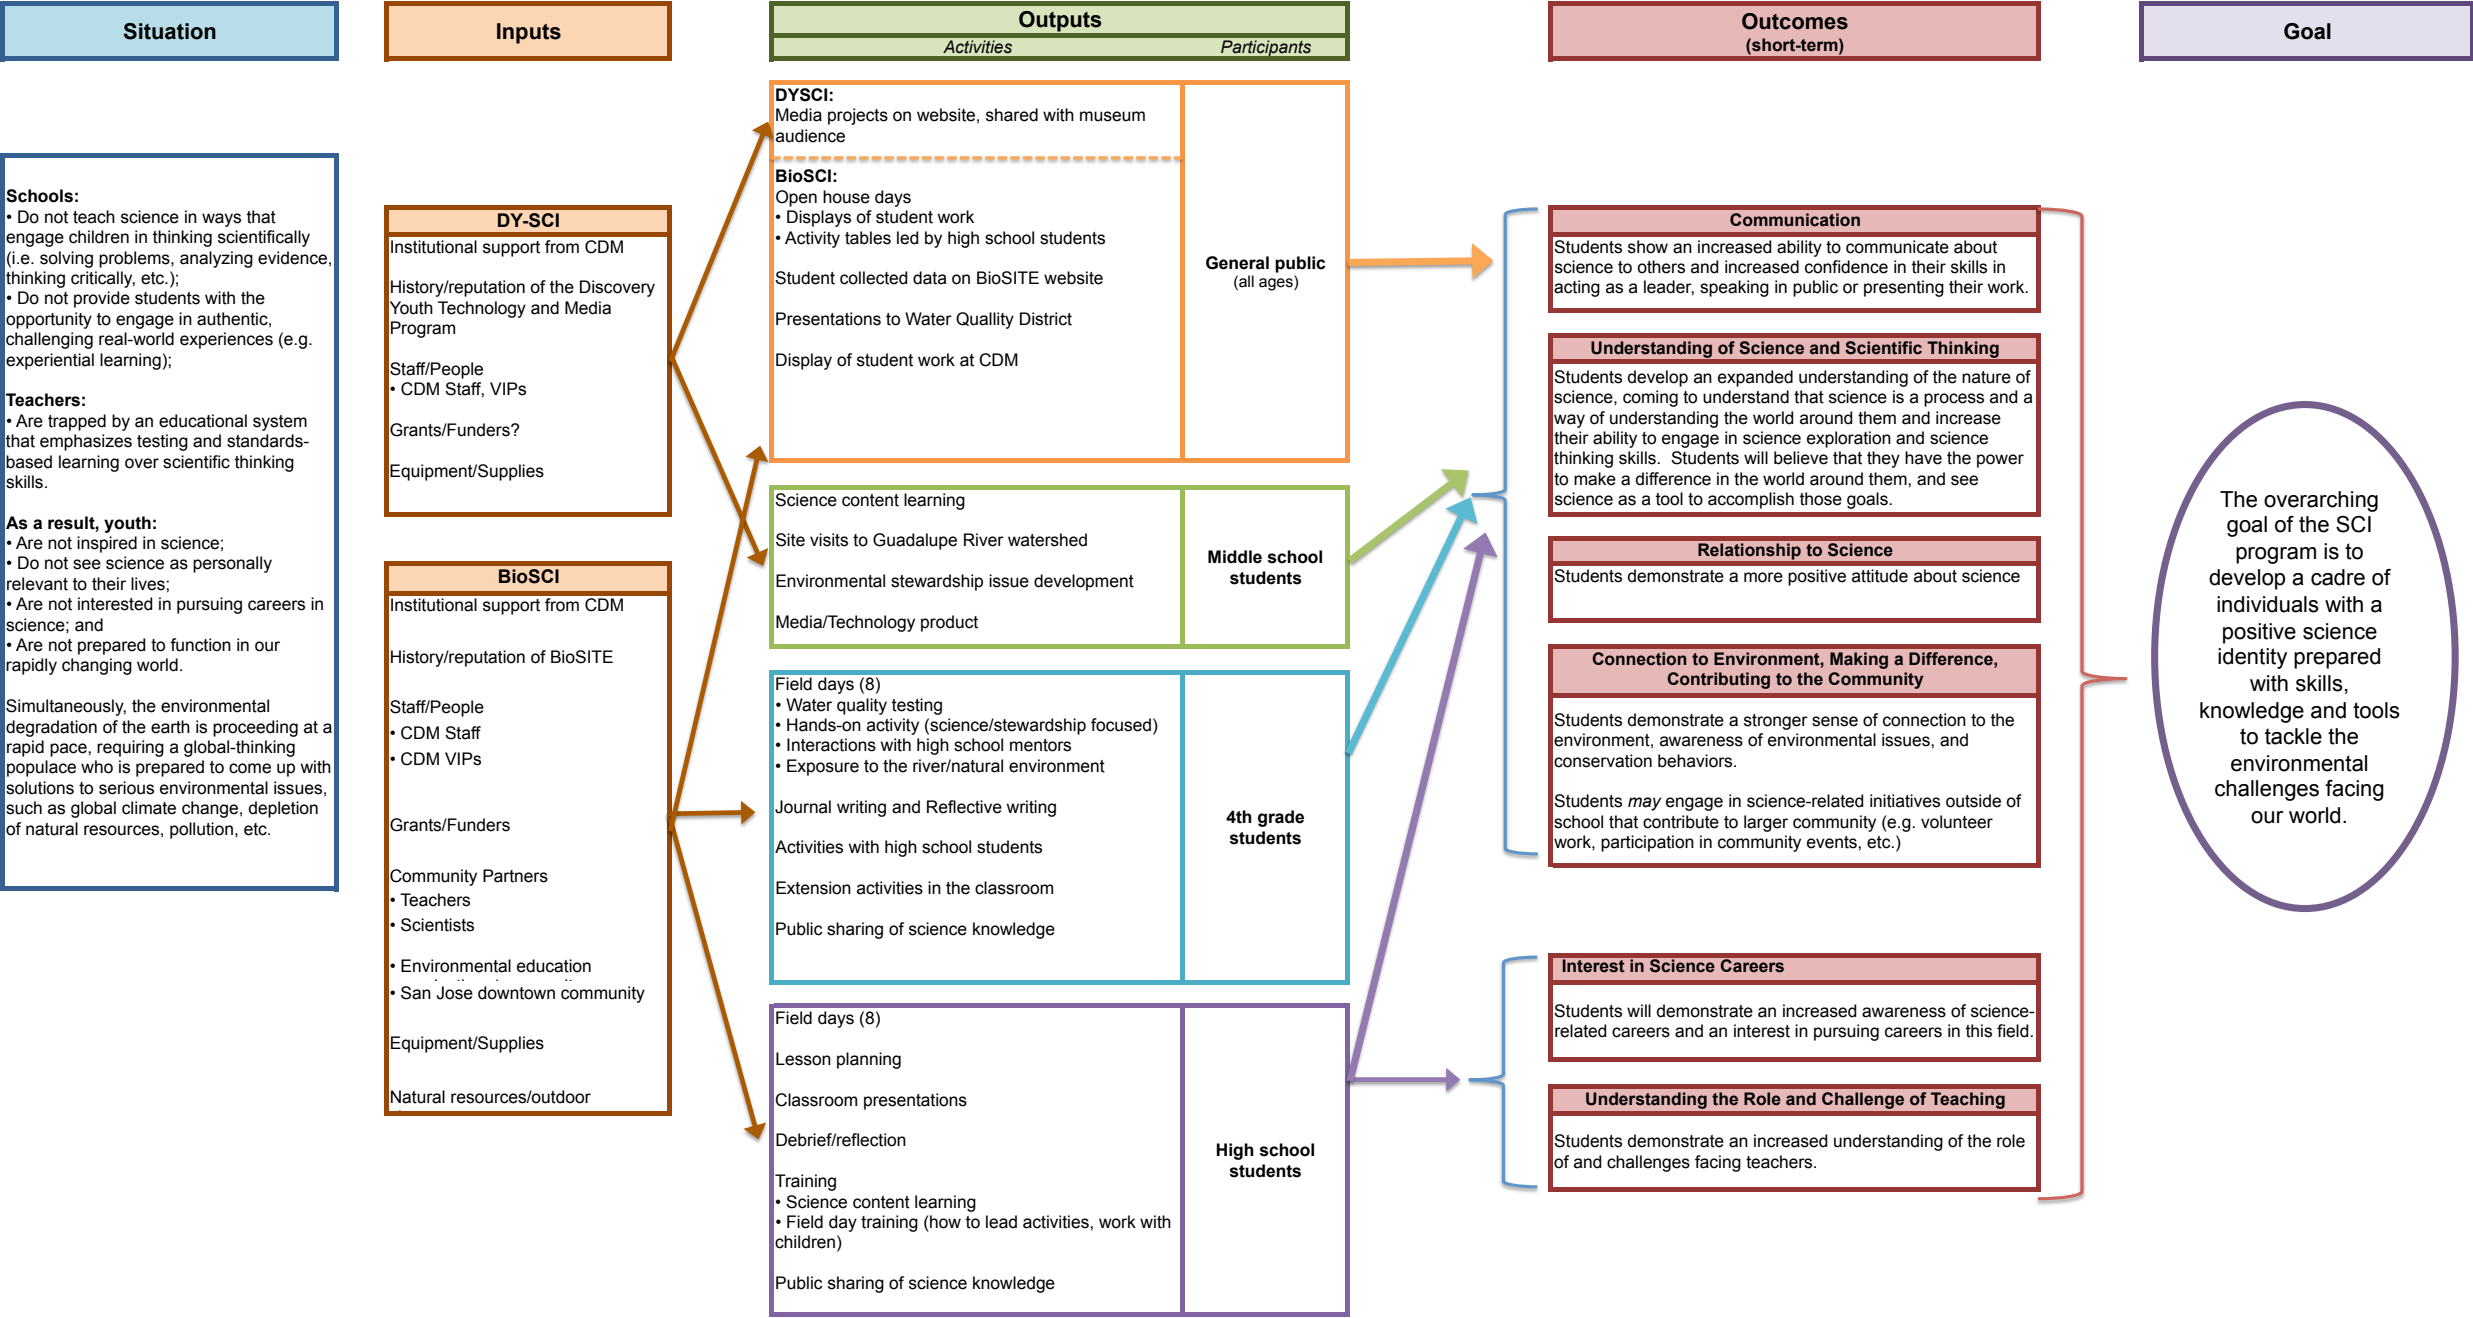 Situation
Inputs
Outputs
Activities
Participants
Outcomes
(short-term)
Goal
Schools:
• Do not teach science in ways that
engage children in thinking scientifically
(i.e. solving problems, analyzing evidence,
thinking critically, etc.);
• Do not provide students with the
opportunity to engage in authentic,
challenging real-world experiences (e.g.
experiential learning);
Teachers:
• Are trapped by an educational system
that emphasizes testing and standards-
based learning over scientific thinking
skills.
As a result, youth:
• Are not inspired in science;
• Do not see science as personally
relevant to their lives;
• Are not interested in pursuing careers in
science; and
• Are not prepared to function in our
rapidly changing world.
Simultaneously, the environmental
degradation of the earth is proceeding at a
rapid pace, requiring a global-thinking
populace who is prepared to come up with
solutions to serious environmental issues,
such as global climate change, depletion
of natural resources, pollution, etc.
DY-SCI
Institutional support from CDM
History/reputation of the Discovery
Youth Technology and Media
Program
Staff/People
• CDM Staff, VIPs
Grants/Funders?
Equipment/Supplies
BioSCI
Institutional support from CDM
History/reputation of BioSITE
Staff/People
• CDM Staff
• CDM VIPs
Grants/Funders
Community Partners
• Teachers
• Scientists
• Environmental education
• San Jose downtown community
Equipment/Supplies
Natural resources/outdoor
DYSCI:
Media projects on website, shared with museum
audience
BioSCI:
Open house days
• Displays of student work
• Activity tables led by high school students
Student collected data on BioSITE website
Presentations to Water Quallity District
Display of student work at CDM
General public
(all ages)
Science content learning
Site visits to Guadalupe River watershed
Environmental stewardship issue development
Media/Technology product
Middle school
students
Field days (8)
• Water quality testing
• Hands-on activity (science/stewardship focused)
• Interactions with high school mentors
• Exposure to the river/natural environment
Journal writing and Reflective writing
Activities with high school students
Extension activities in the classroom
Public sharing of science knowledge
4th grade
students
Field days (8)
Lesson planning
Classroom presentations
Debrief/reflection
Training
• Science content learning
• Field day training (how to lead activities, work with
children)
Public sharing of science knowledge
High school
students
Communication
Students show an increased ability to communicate about
science to others and increased confidence in their skills in
acting as a leader, speaking in public or presenting their work.
Understanding of Science and Scientific Thinking
Students develop an expanded understanding of the nature of
science, coming to understand that science is a process and a
way of understanding the world around them and increase
their ability to engage in science exploration and science
thinking skills.  Students will believe that they have the power
to make a difference in the world around them, and see
science as a tool to accomplish those goals.
Relationship to Science
Students demonstrate a more positive attitude about science
Connection to Environment, Making a Difference,
Contributing to the Community
Students demonstrate a stronger sense of connection to the
environment, awareness of environmental issues, and
conservation behaviors.
Students may engage in science-related initiatives outside of
school that contribute to larger community (e.g. volunteer
work, participation in community events, etc.)
Interest in Science Careers
Students will demonstrate an increased awareness of science-
related careers and an interest in pursuing careers in this field.
Understanding the Role and Challenge of Teaching
Students demonstrate an increased understanding of the role
of and challenges facing teachers.
The overarching
goal of the SCI
program is to
develop a cadre of
individuals with a
positive science
identity prepared
with skills,
knowledge and tools
to tackle the
environmental
challenges facing
our world.